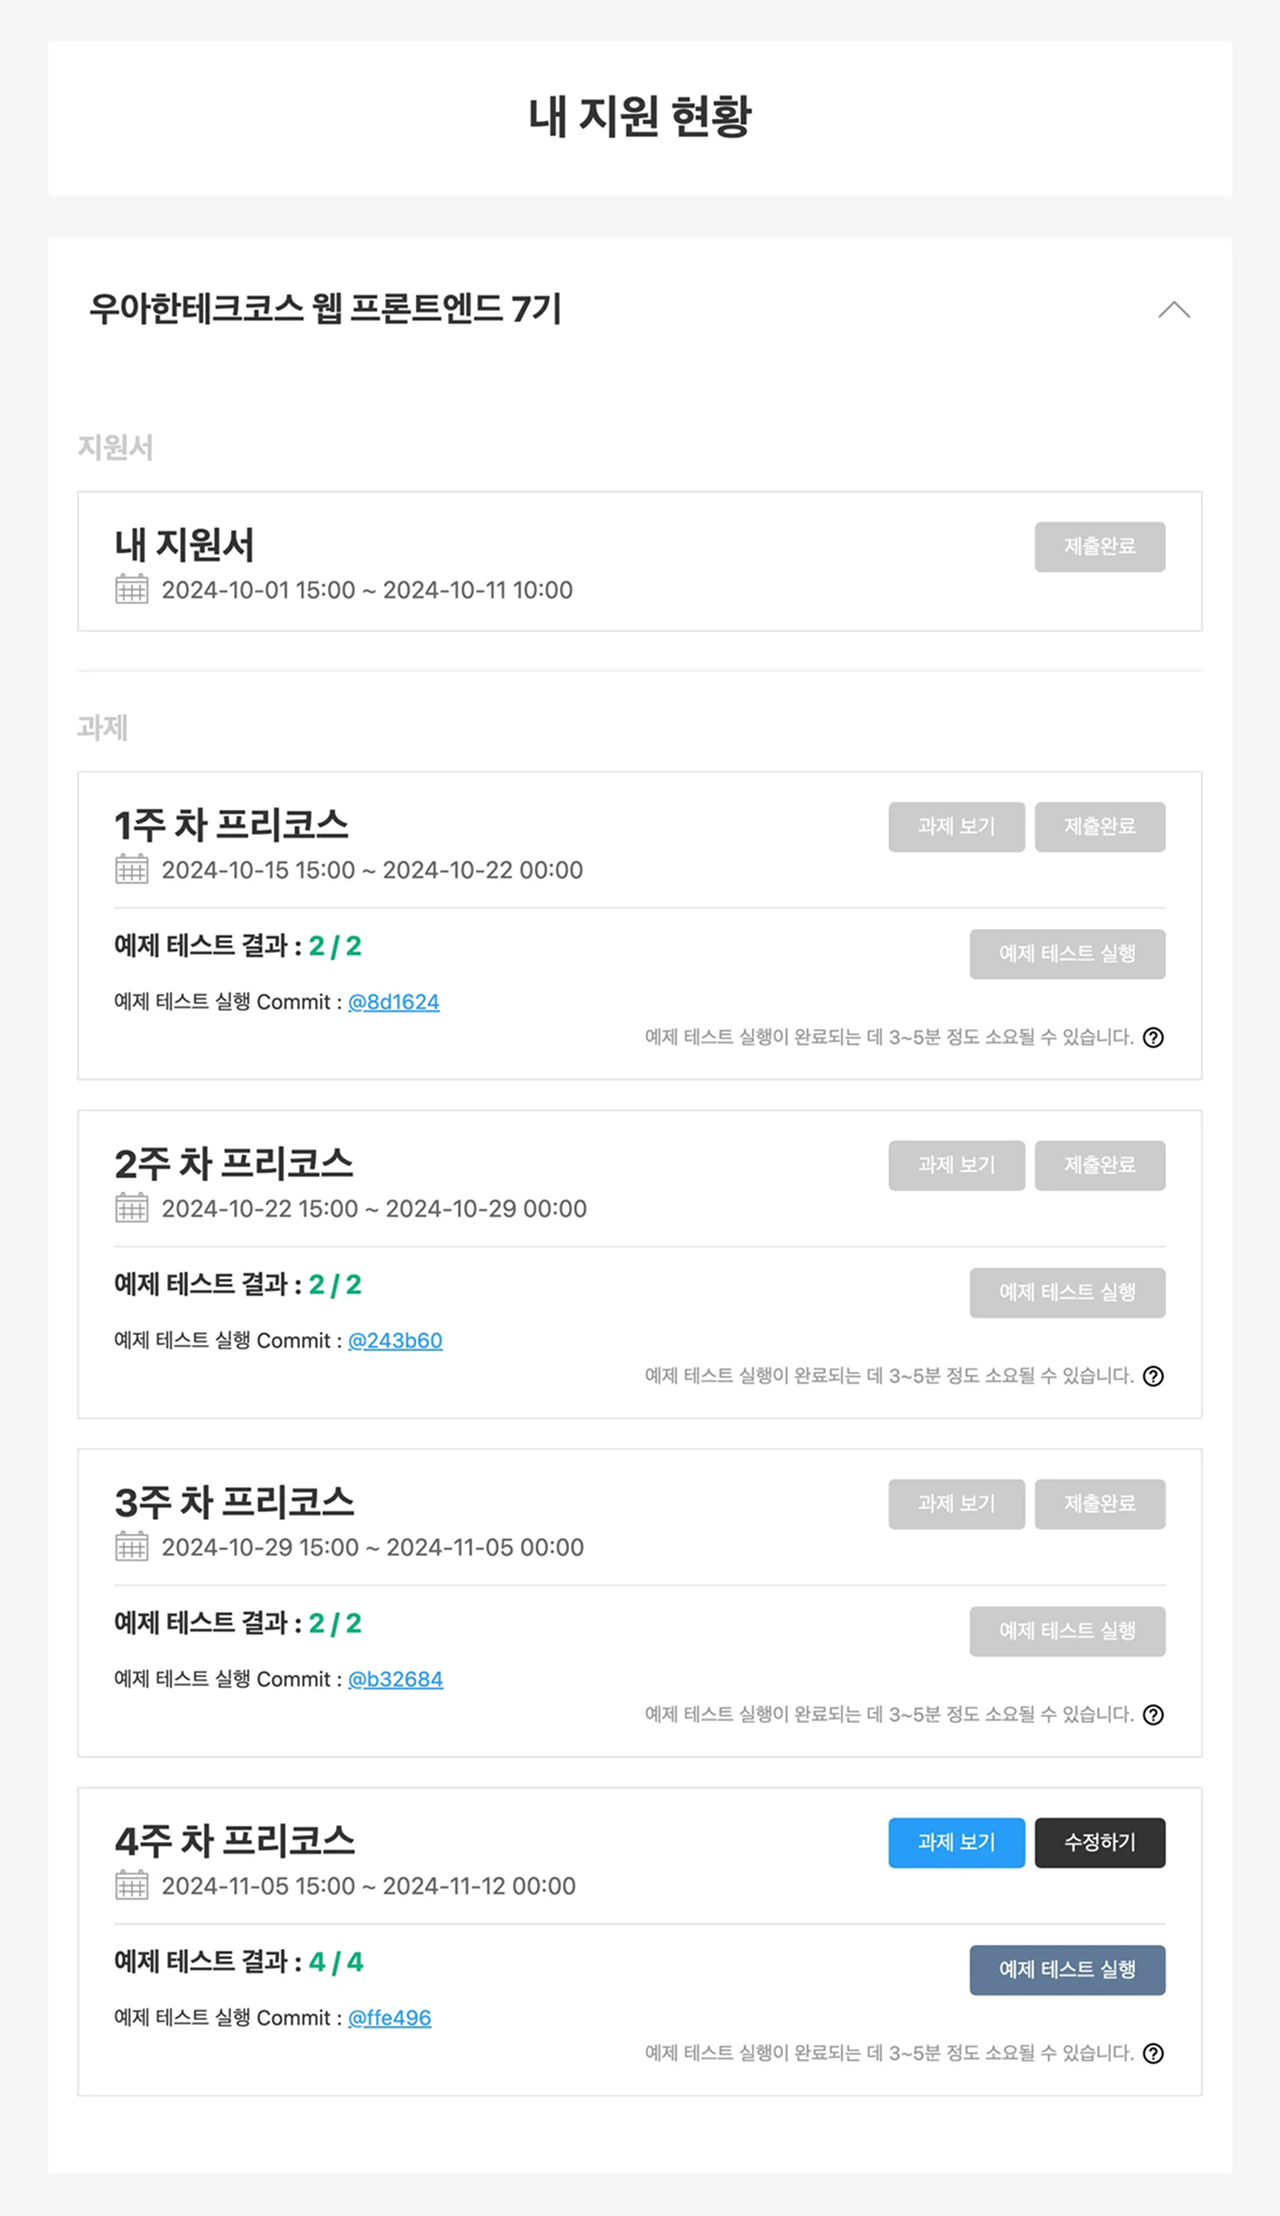 내 지원 현황
우아한테크코스 웹 프론트엔드 7기
지원서
내 지원서
제출완료
2024-10-01 15:00 ~ 2024-10-11 10:00
과제
1주 차 프리코스
과제 보기
제출완료
2024-10-15 15:00 ~ 2024-10-22 00:00
예제 테스트 결과 : 2 / 2
예제 테스트 실행
예제 테스트 실행 Commit : @8d1624
예제 테스트 실행이 완료되는 데 3~5분 정도 소요될 수 있습니다. ?
2주 차 프리코스
과제 보기
제출완료
2024-10-22 15:00 ~ 2024-10-29 00:00
예제 테스트 결과 : 2 / 2
예제 테스트 실행
예제 테스트 실행 Commit : @243b60
예제 테스트 실행이 완료되는 데 3~5분 정도 소요될 수 있습니다. ?
3주 차 프리코스
과제 보기
제출완료
2024-10-29 15:00 ~ 2024-11-05 00:00
예제 테스트 결과 : 2 / 2
예제 테스트 실행
예제 테스트 실행 Commit : @b32684
예제 테스트 실행이 완료되는 데 3~5분 정도 소요될 수 있습니다. ?
4주 차 프리코스
과제 보기
수정하기
2024-11-05 15:00 ~ 2024-11-12 00:00
예제 테스트 결과 : 4 / 4
예제 테스트 실행
예제 테스트 실행 Commit : @ffe496
예제 테스트 실행이 완료되는 데 3~5분 정도 소요될 수 있습니다. ?